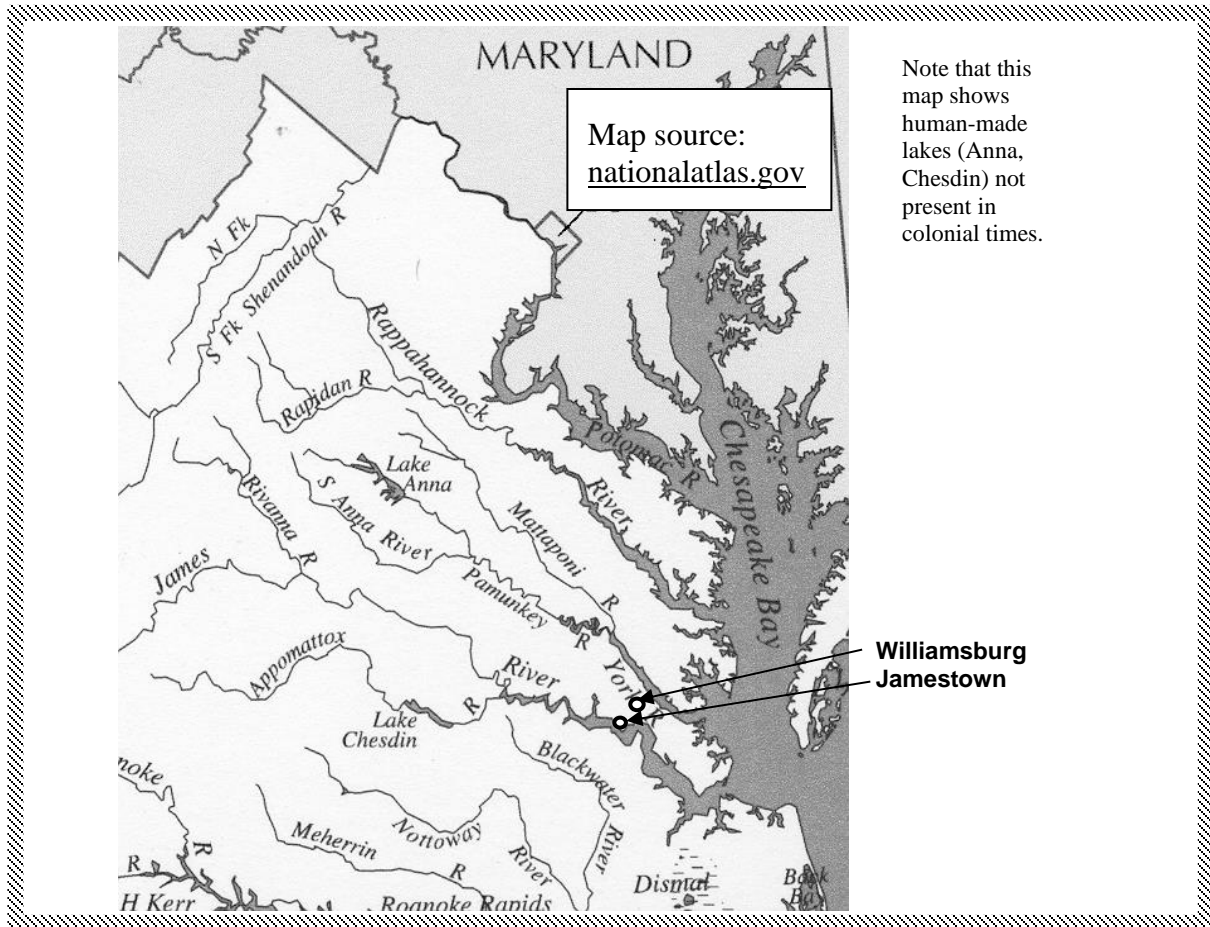 MARYLAND
Map source:
nationalatlas.gov
Note that this
map shows
human-made
lakes (Anna,
Chesdin) not
present in
colonial times.
N Fk
S Fk Shenandoah R
Rappahannock
River
Rapidan R
Potomac R
Chesapeake Bay
Lake
Anna
S Anna River
Mattaponi R
Rivanna R
Pamunkey R
James
River
York
Williamsburg
Jamestown
Appomattox R
Lake
Chesdin
Blackwater River
noke
R
Nottoway River
Meherrin R
R
H Kerr
Roanoke Rapids
Dismal
Back
Bay